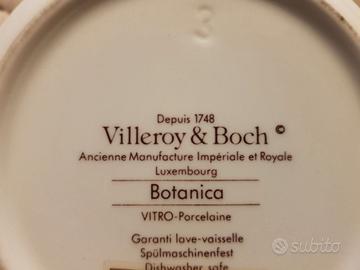 3
Depuis 1748
Villeroy & Boch ©
Ancienne Manufacture Impériale et Royale
Luxembourg
Botanica
VITRO-Porcelaine
Garanti lave-vaisselle
Spülmaschinenfest
Dishwasher safe
subito